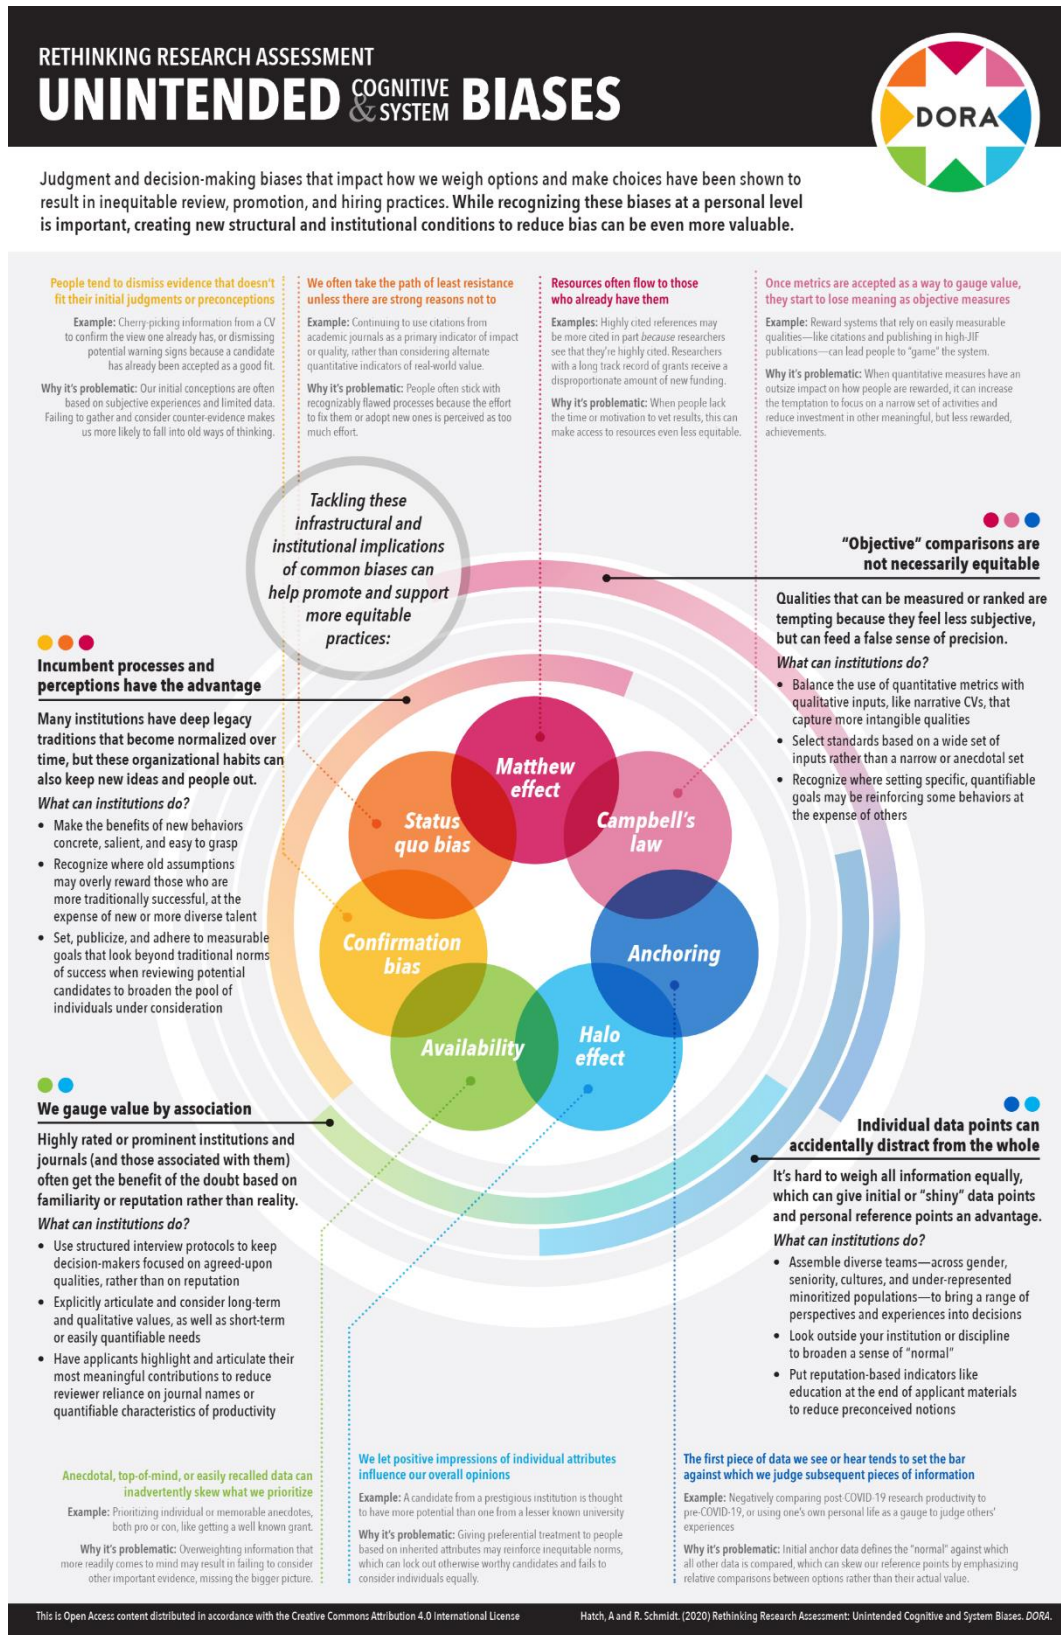 RETHINKING RESEARCH ASSESSMENT
UNINTENDED COGNITIVE & SYSTEM BIASES
DORA
Judgment and decision-making biases that impact how we weigh options and make choices have been shown to
result in inequitable review, promotion, and hiring practices. While recognizing these biases at a personal level
is important, creating new structural and institutional conditions to reduce bias can be even more valuable.
People tend to dismiss evidence that doesn't
fit their initial judgments or preconceptions
Example: Cherry-picking information from a CV
to confirm the view one already has, or dismissing
potential warning signs because a candidate
has already been accepted as a good fit.
Why it's problematic: Our initial conceptions are often
based on subjective experiences and limited data.
Failing to gather and consider counter-evidence makes
us more likely to fall into old ways of thinking.
We often take the path of least resistance
unless there are strong reasons not to
Example: Continuing to use citations from
academic journals as a primary indicator of impact
or quality, rather than considering alternate
quantitative indicators of real-world value.
Why it's problematic: People often stick with
recognizably flawed processes because the effort
to fix them or adopt new ones is perceived as too
much effort.
Resources often flow to those
who already have them
Examples: Highly cited references may
be more cited in part because researchers
see that they're highly cited. Researchers
with a long track record of grants receive a
disproportionate amount of new funding.
Why it's problematic: When people lack
the time or motivation to vet results, this can
make access to resources even less equitable.
Once metrics are accepted as a way to gauge value,
they start to lose meaning as objective measures
Example: Reward systems that rely on easily measurable
qualities—like citations and publishing in high-JIF
publications—can lead people to "game" the system.
Why it's problematic: When quantitative measures have an
outsize impact on how people are rewarded, it can increase
the temptation to focus on a narrow set of activities and
reduce investment in other meaningful, but less rewarded,
achievements.
Tackling these
infrastructural and
institutional implications
of common biases can
help promote and support
more equitable
practices:
"Objective" comparisons are
not necessarily equitable
Qualities that can be measured or ranked are
tempting because they feel less subjective,
but can feed a false sense of precision.
What can institutions do?
• Balance the use of quantitative metrics with
qualitative inputs, like narrative CVs, that
capture more intangible qualities
• Select standards based on a wide set of
inputs rather than a narrow or anecdotal set
• Recognize where setting specific, quantifiable
goals may be reinforcing some behaviors at
the expense of others
Incumbent processes and
perceptions have the advantage
Many institutions have deep legacy
traditions that become normalized over
time, but these organizational habits can
also keep new ideas and people out.
What can institutions do?
• Make the benefits of new behaviors
concrete, salient, and easy to grasp
• Recognize where old assumptions
may overly reward those who are
more traditionally successful, at the
expense of new or more diverse talent
• Set, publicize, and adhere to measurable
goals that look beyond traditional norms
of success when reviewing potential
candidates to broaden the pool of
individuals under consideration
Matthew
effect
Status
quo bias
Campbell's
law
Confirmation
bias
Anchoring
Availability
Halo
effect
We gauge value by association
Highly rated or prominent institutions and
journals (and those associated with them)
often get the benefit of the doubt based on
familiarity or reputation rather than reality.
What can institutions do?
• Use structured interview protocols to keep
decision-makers focused on agreed-upon
qualities, rather than on reputation
• Explicitly articulate and consider long-term
and qualitative values, as well as short-term
or easily quantifiable needs
• Have applicants highlight and articulate their
most meaningful contributions to reduce
reviewer reliance on journal names or
quantifiable characteristics of productivity
Individual data points can
accidentally distract from the whole
It's hard to weigh all information equally,
which can give initial or "shiny" data points
and personal reference points an advantage.
What can institutions do?
• Assemble diverse teams—across gender,
seniority, cultures, and under-represented
minoritized populations—to bring a range of
perspectives and experiences into decisions
• Look outside your institution or discipline
to broaden a sense of "normal"
• Put reputation-based indicators like
education at the end of applicant materials
to reduce preconceived notions
Anecdotal, top-of-mind, or easily recalled data can
inadvertently skew what we prioritize
Example: Prioritizing individual or memorable anecdotes,
both pro or con, like getting a well known grant.
Why it's problematic: Overweighting information that
more readily comes to mind may result in failing to consider
other important evidence, missing the bigger picture.
We let positive impressions of individual attributes
influence our overall opinions
Example: A candidate from a prestigious institution is thought
to have more potential than one from a lesser known university
Why it's problematic: Giving preferential treatment to people
based on inherited attributes may reinforce inequitable norms,
which can lock out otherwise worthy candidates and fails to
consider individuals equally.
The first piece of data we see or hear tends to set the bar
against which we judge subsequent pieces of information
Example: Negatively comparing post-COVID-19 research productivity to
pre-COVID-19, or using one's own personal life as a gauge to judge others'
experiences
Why it's problematic: Initial anchor data defines the "normal" against which
all other data is compared, which can skew our reference points by emphasizing
relative comparisons between options rather than their actual value.
This is Open Access content distributed in accordance with the Creative Commons Attribution 4.0 International License
Hatch, A and R. Schmidt. (2020) Rethinking Research Assessment: Unintended Cognitive and System Biases. DORA.